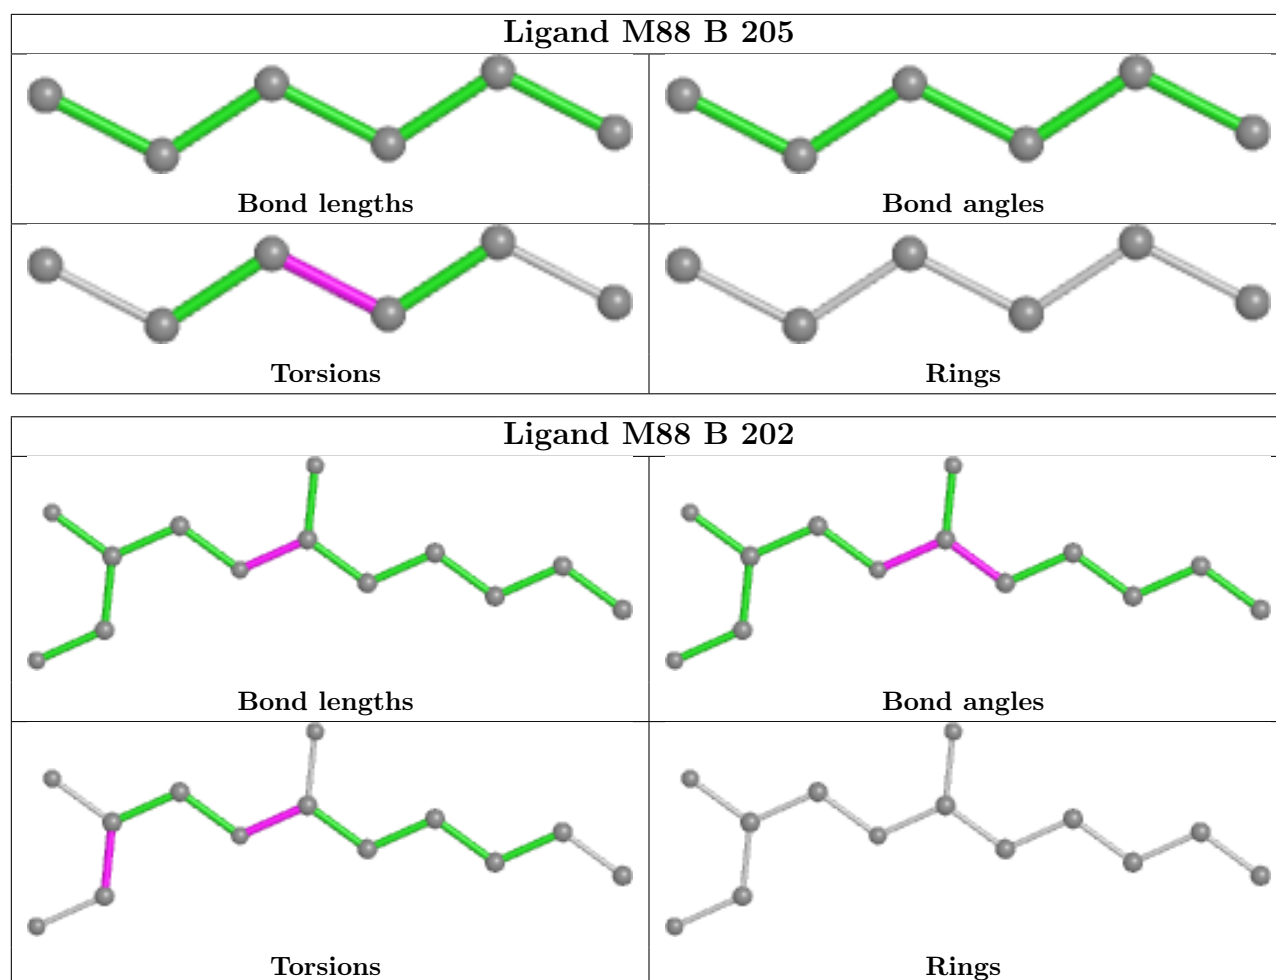 Ligand M88 B 205
Bond lengths
Bond angles
Torsions
Rings
Ligand M88 B 202
Bond lengths
Bond angles
Torsions
Rings